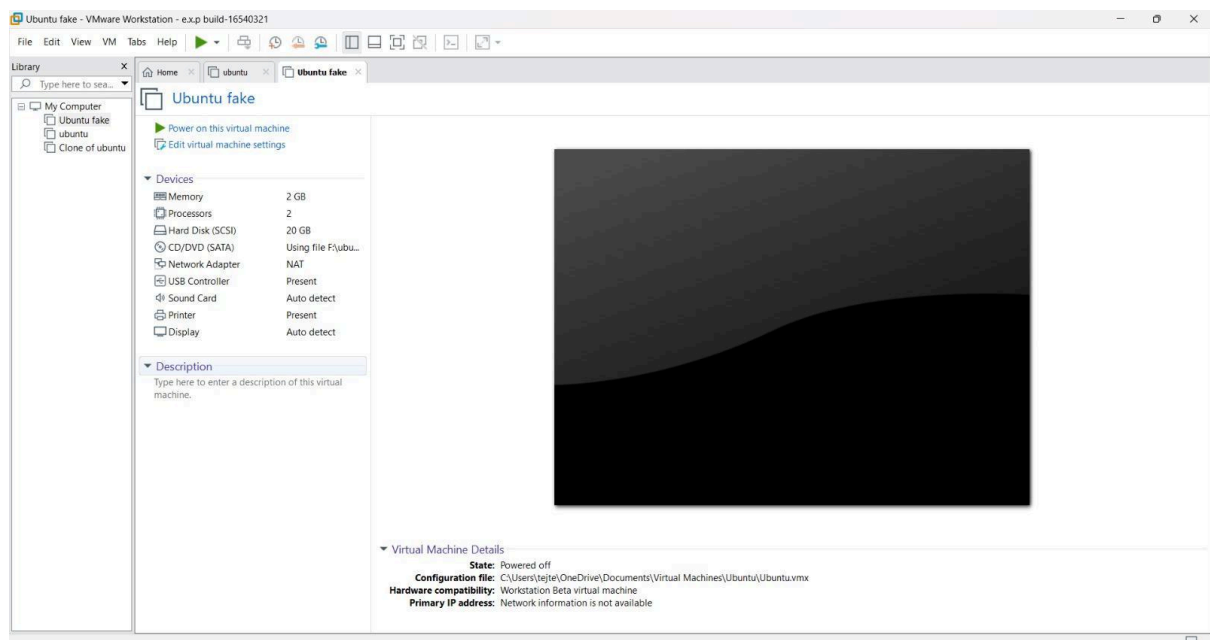 Ubuntu fake - VMware Workstation - e.x.p build-16540321
File Edit View VM Tabs Help
Library X
Type here to sea...
My Computer
Ubuntu fake
ubuntu
Clone of ubuntu
Home ubuntu Ubuntu fake
Ubuntu fake
Power on this virtual machine
Edit virtual machine settings
Devices
Memory 2 GB
Processors 2
Hard Disk (SCSI) 20 GB
CD/DVD (SATA) Using file F:\ubu...
Network Adapter NAT
USB Controller Present
Sound Card Auto detect
Printer Present
Display Auto detect
Description
Type here to enter a description of this virtual
machine.
Virtual Machine Details
State: Powered off
Configuration file: C:\Users\tejte\OneDrive\Documents\Virtual Machines\Ubuntu\Ubuntu.vmx
Hardware compatibility: Workstation Beta virtual machine
Primary IP address: Network information is not available